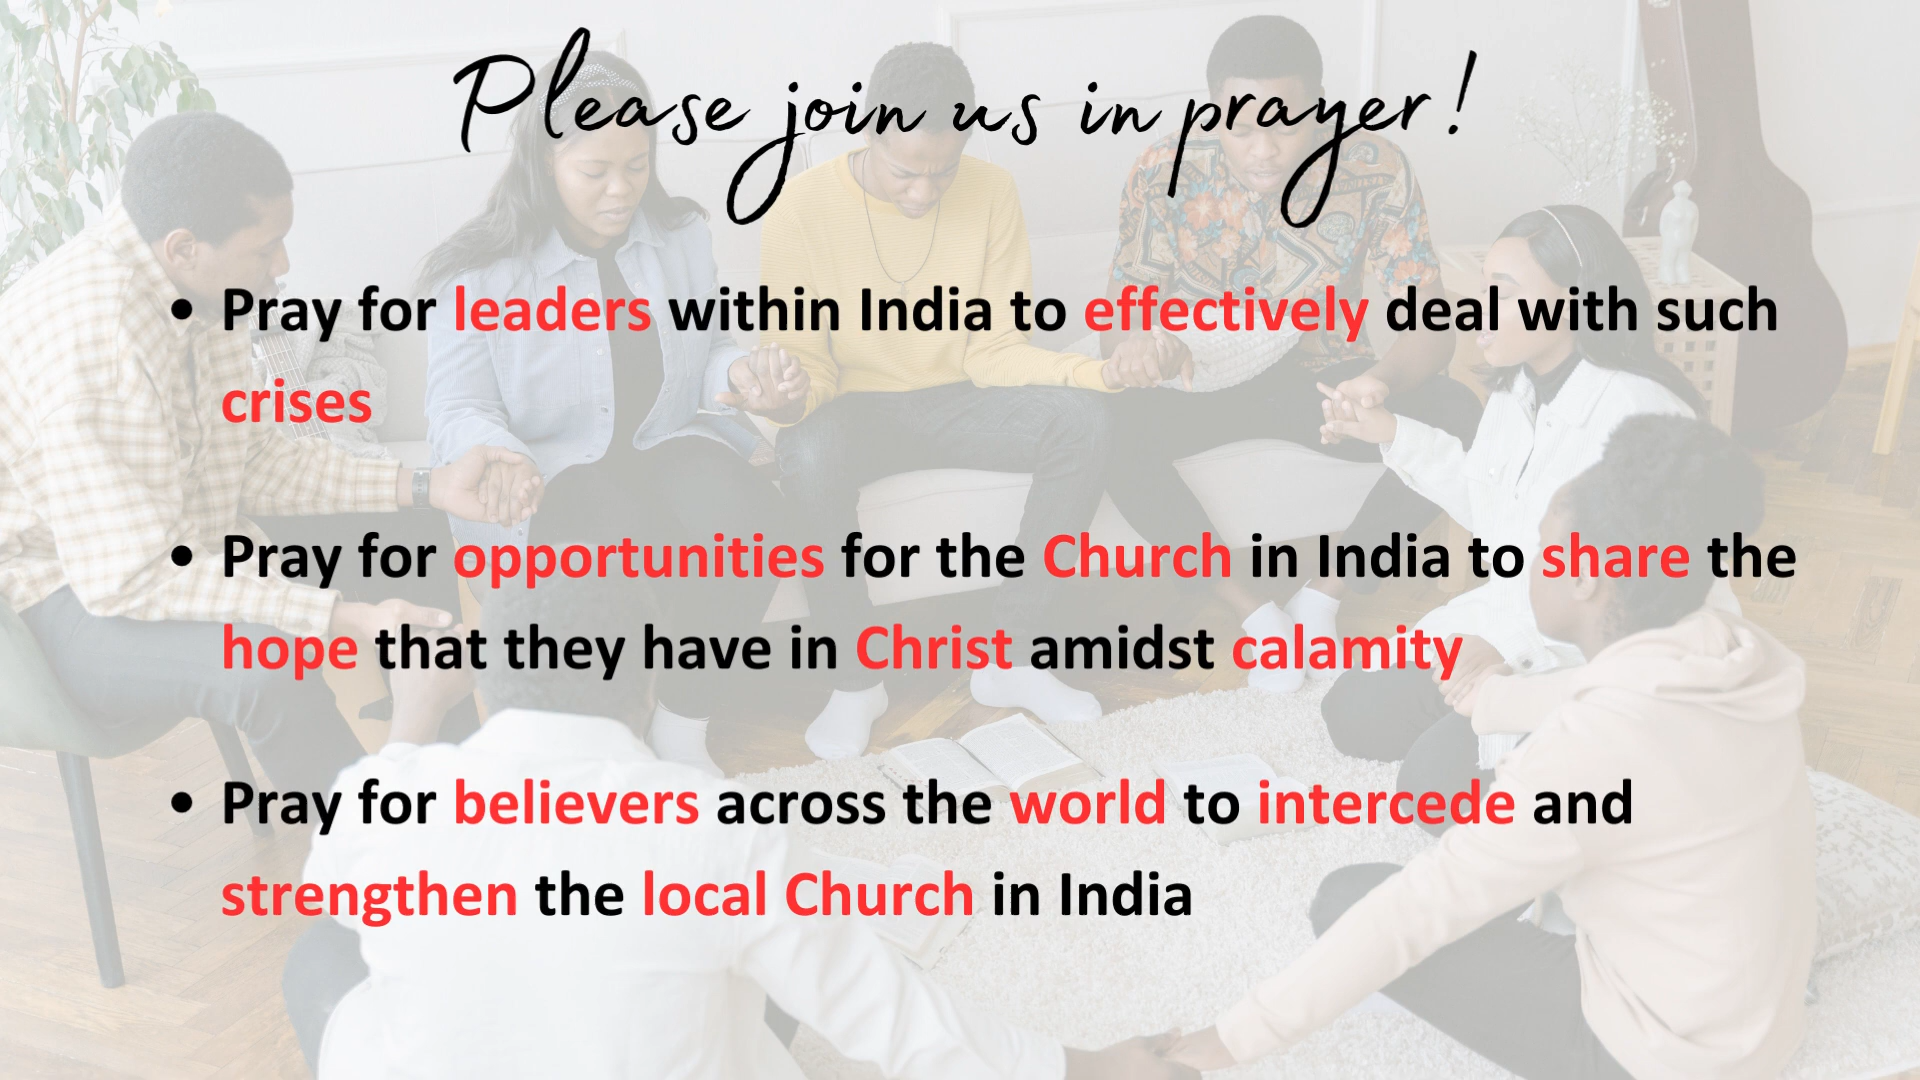 Please join us in prayer!
• Pray for leaders within India to effectively deal with such
crises
• Pray for opportunities for the Church in India to share the
hope that they have in Christ amidst calamity
• Pray for believers across the world to intercede and
strengthen the local Church in India